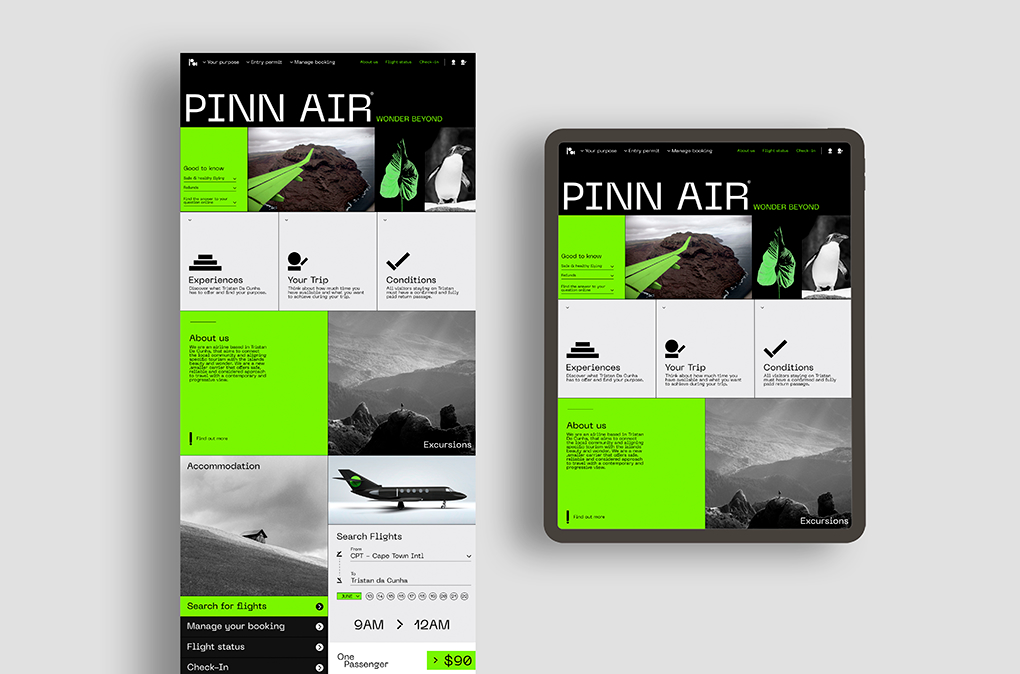 Your purpose
Entry permit
Manage booking
About us
Flight status
Check-in
PINN AIR
WONDER BEYOND
Good to know
Safe & healthy flying
Refunds
Find the answer to your
question online
Experiences
Discover what Tristan Da Cunha
has to offer and find your purpose.
Your Trip
Think about how much time you
have available and what you want
to achieve during your trip.
Conditions
All visitors staying on Tristan
must have a confirmed and fully
paid return passage.
About us
We are an airline based in Tristan
Da Cunha, that aims to connect
the local community and aligning
specific tourism with the islands
beauty and wonder. We are a new
,smaller carrier that offers safe,
reliable and considered approach
to travel with a contemporary and
progressive view.
Find out more
Excursions
Accommodation
Search Flights
From
CPT – Cape Town Intl
To
Tristan da Cunha
JUNE
9AM > 12AM
Search for flights
Manage your booking
Flight status
Check-In
One
Passenger
> $90
Your purpose
Entry permit
Manage booking
About us
Flight status
Check-in
PINN AIR
WONDER BEYOND
Good to know
Safe & healthy flying
Refunds
Find the answer to your
question online
Experiences
Discover what Tristan Da Cunha
has to offer and find your purpose.
Your Trip
Think about how much time you
have available and what you want
to achieve during your trip.
Conditions
All visitors staying on Tristan
must have a confirmed and fully
paid return passage.
About us
We are an airline based in Tristan
Da Cunha, that aims to connect
the local community and aligning
specific tourism with the islands
beauty and wonder. We are a new
,smaller carrier that offers safe,
reliable and considered approach
to travel with a contemporary and
progressive view.
Find out more
Excursions